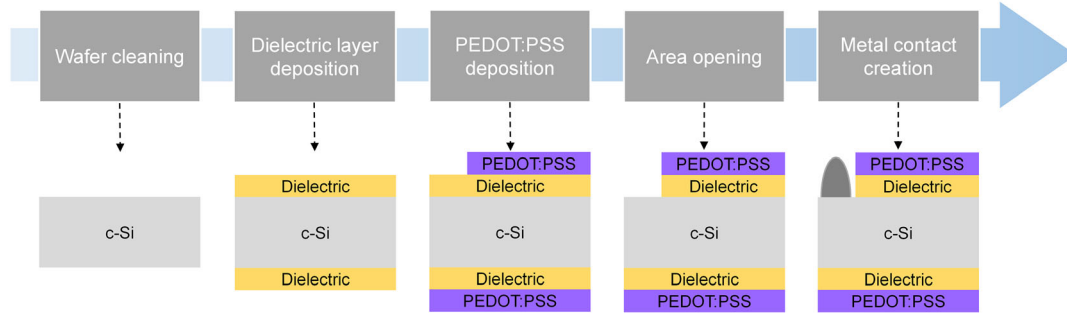 Wafer cleaning
Dielectric layer
deposition
PEDOT:PSS
deposition
Area opening
Metal contact
creation
c-Si
Dielectric
c-Si
Dielectric
PEDOT:PSS
Dielectric
c-Si
Dielectric
PEDOT:PSS
PEDOT:PSS
Dielectric
c-Si
Dielectric
PEDOT:PSS
PEDOT:PSS
Dielectric
c-Si
Dielectric
PEDOT:PSS